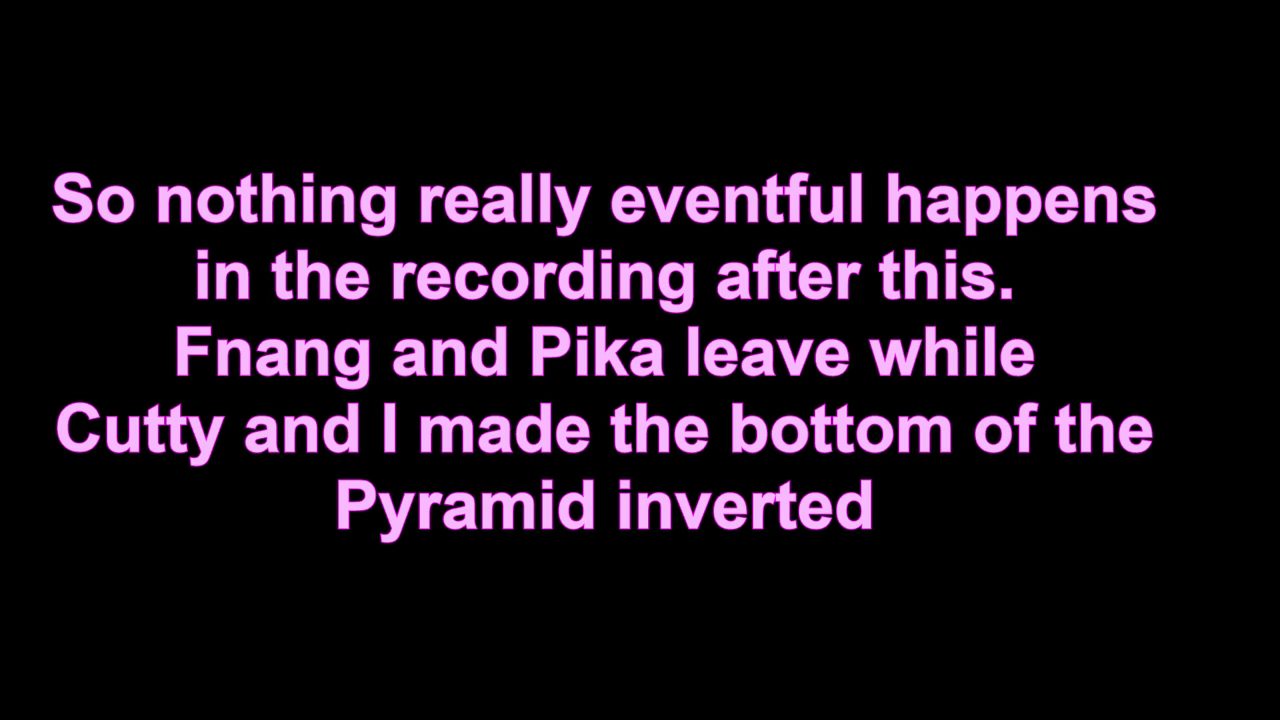 So nothing really eventful happens
in the recording after this.
Fnang and Pika leave while
Cutty and I made the bottom of the
Pyramid inverted